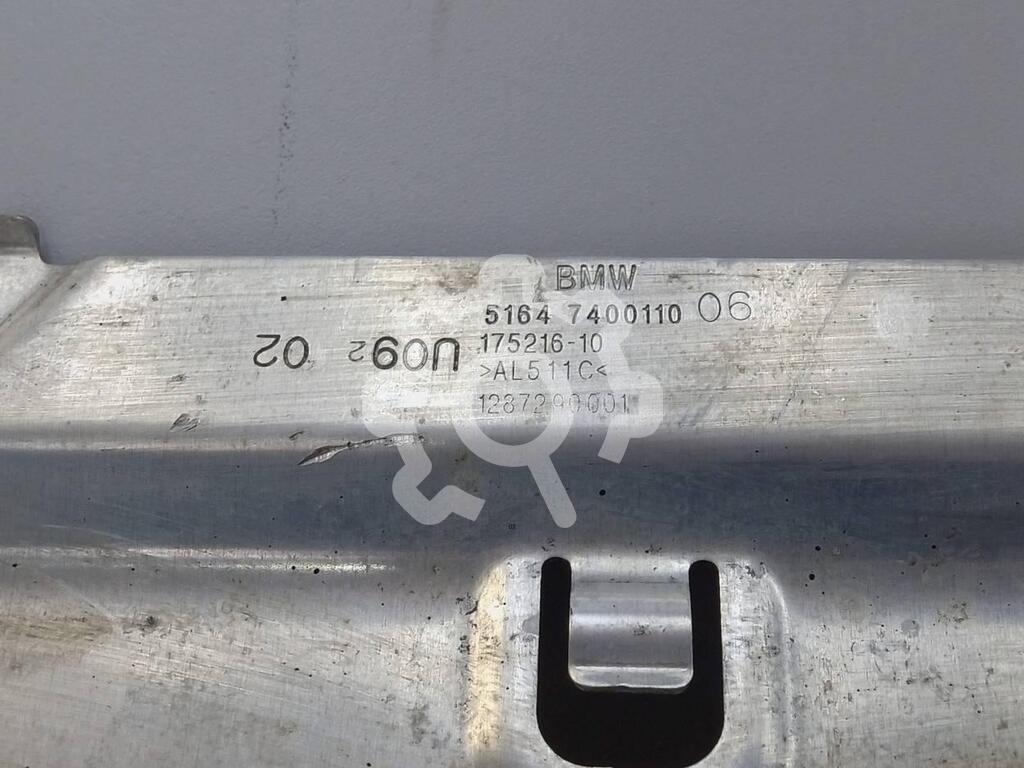 BMW
5164 7400110 06
175216-10
>AL511C<
1287290001
U092 02